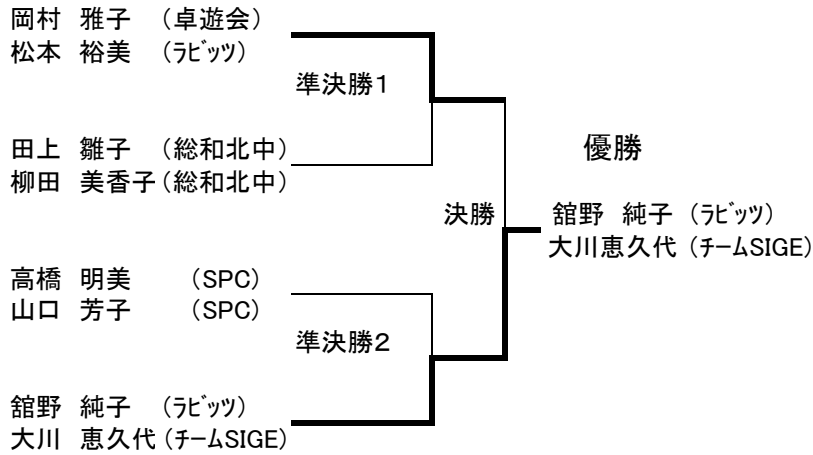 岡村 雅子 (卓遊会)
松本 裕美 (ﾗﾋﾞｯﾂ)
準決勝1
田上 雛子 (総和北中)
柳田 美香子(総和北中)
優勝
決勝
舘野 純子 (ﾗﾋﾞｯﾂ)
大川恵久代 (ﾁｰﾑSIGE)
高橋 明美 (SPC)
山口 芳子 (SPC)
準決勝2
舘野 純子 (ﾗﾋﾞｯﾂ)
大川 恵久代(ﾁｰﾑSIGE)